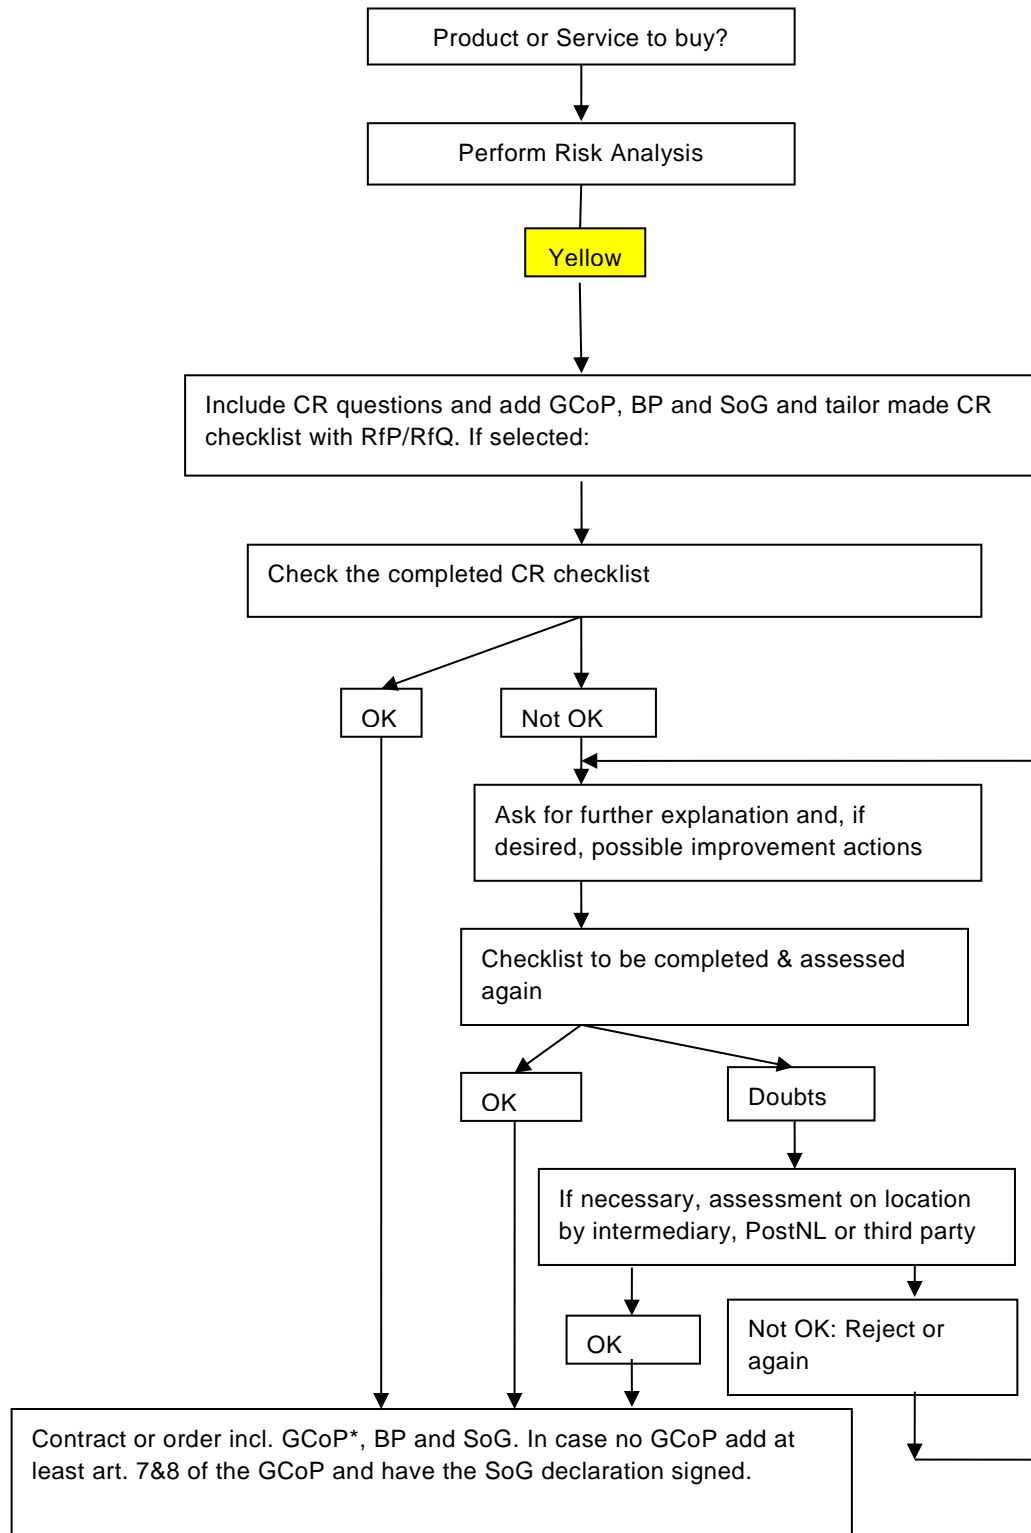 Product or Service to buy?
Perform Risk Analysis
Yellow
Include CR questions and add GCoP, BP and SoG and tailor made CR
checklist with RfP/RfQ. If selected:
Check the completed CR checklist
OK
Not OK
Ask for further explanation and, if
desired, possible improvement actions
Checklist to be completed & assessed
again
OK
Doubts
If necessary, assessment on location
by intermediary, PostNL or third party
OK
Not OK: Reject or
again
Contract or order incl. GCoP*, BP and SoG. In case no GCoP add at
least art. 7&8 of the GCoP and have the SoG declaration signed.